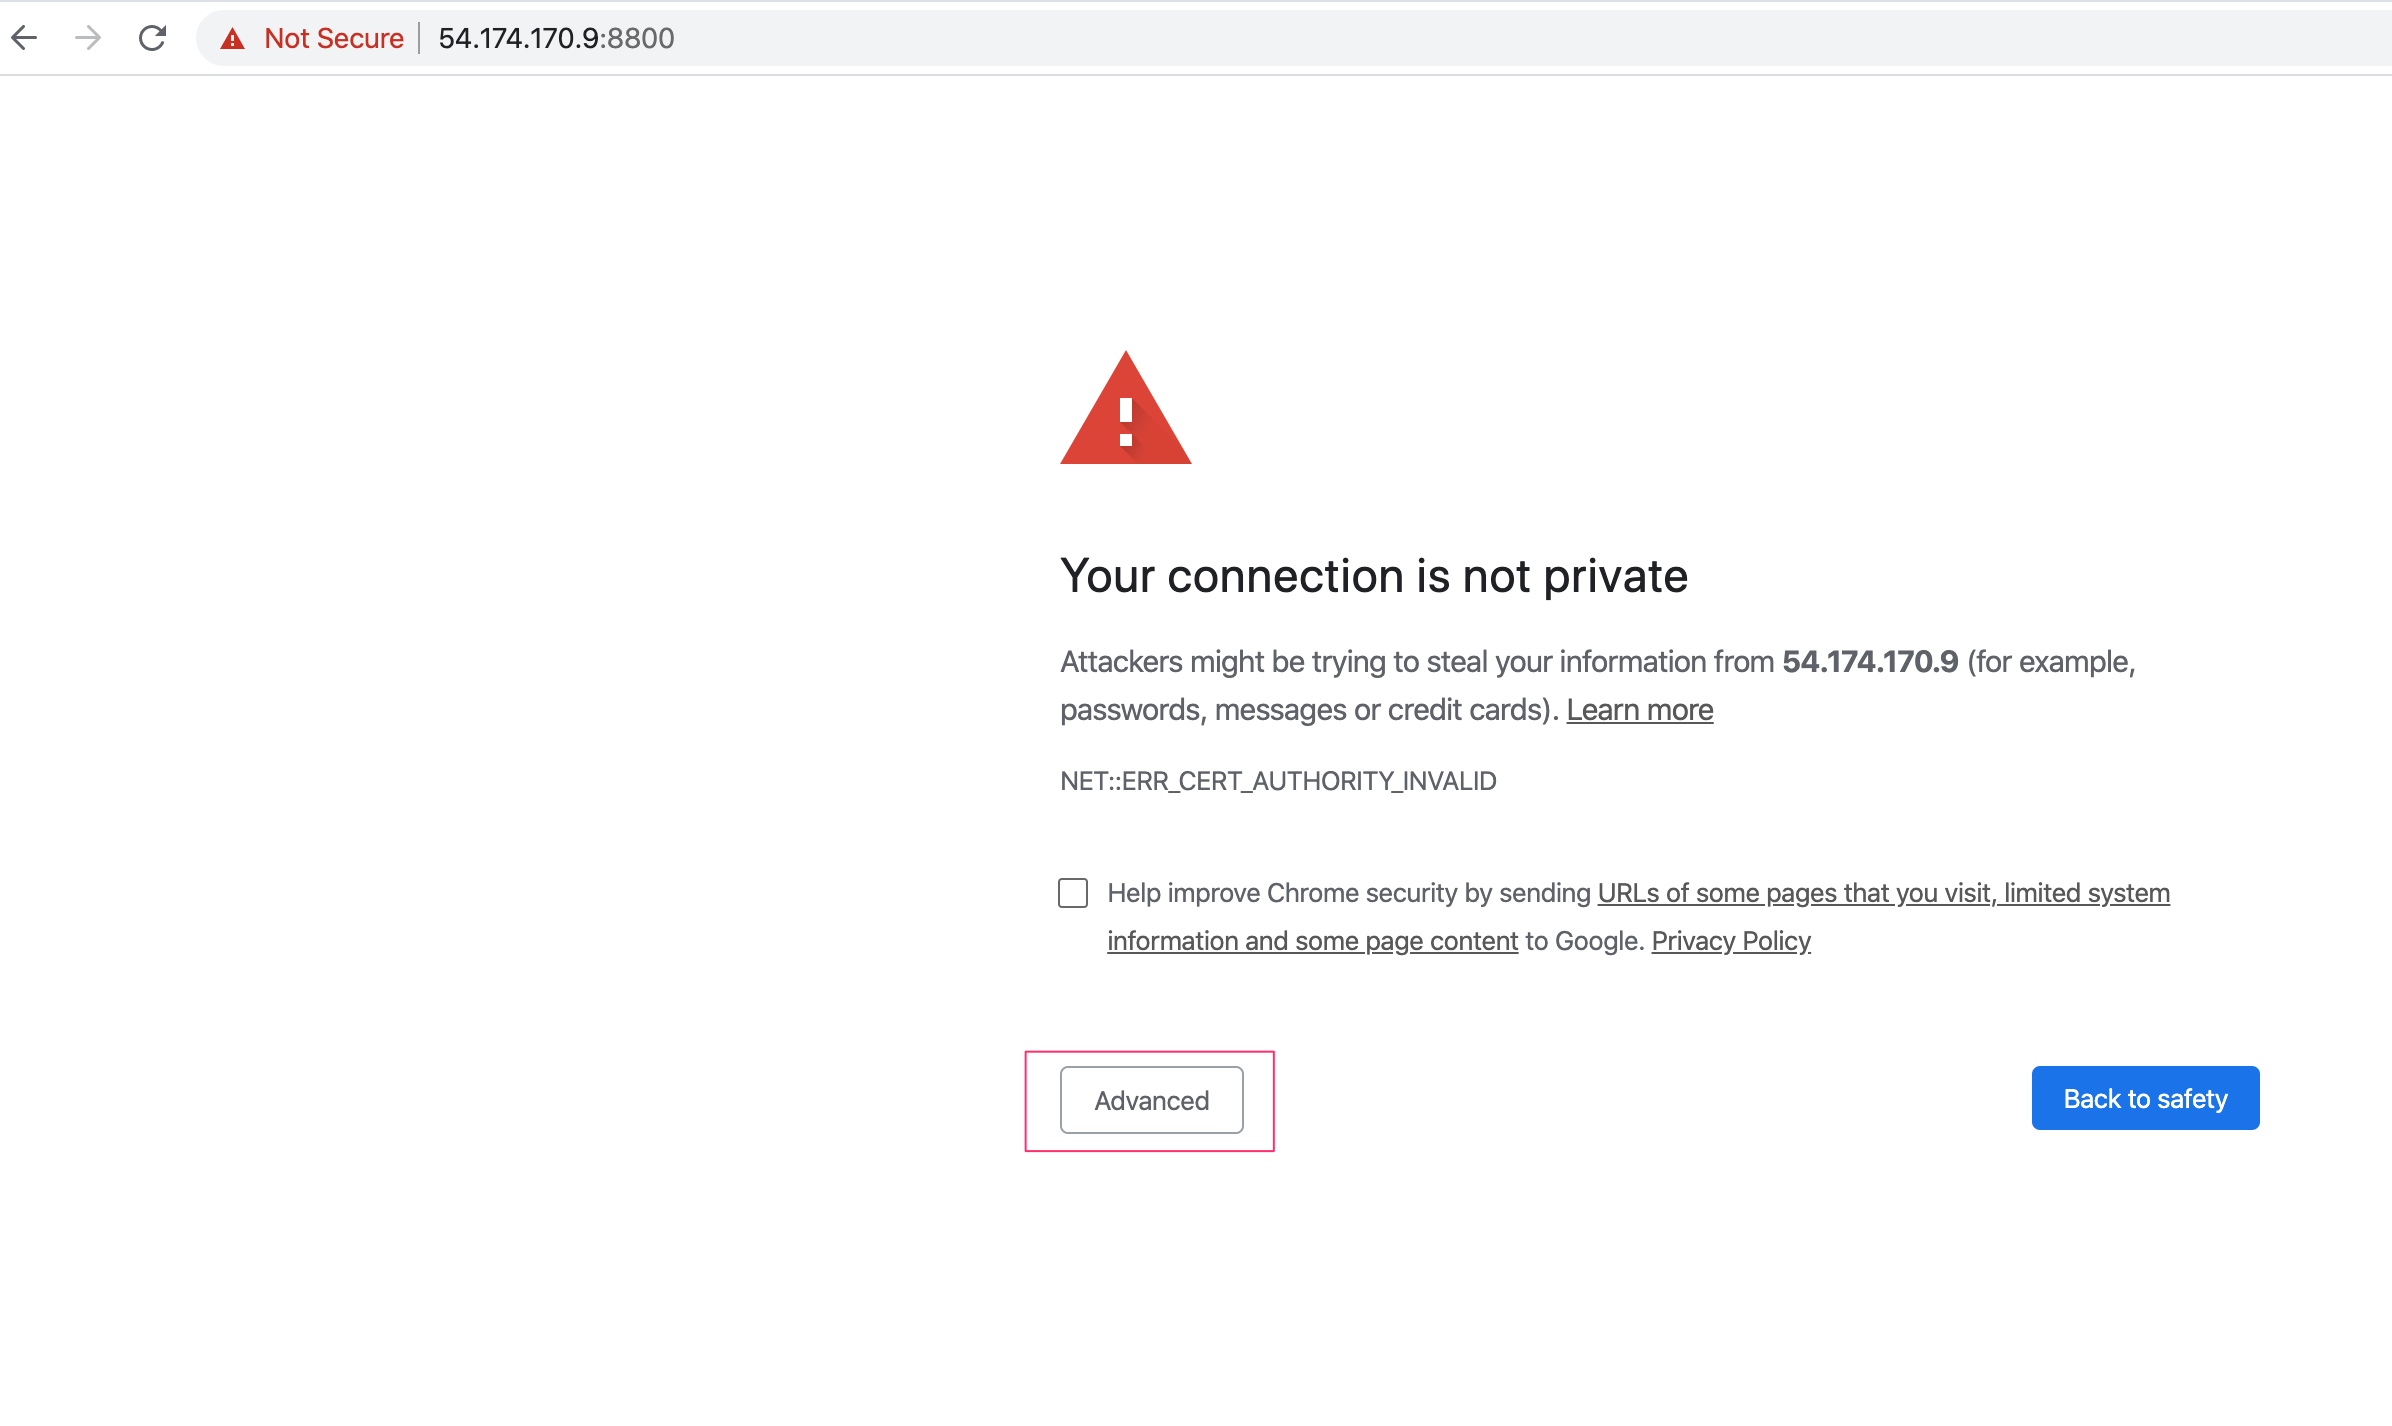 Not Secure 54.174.170.9:8800
Your connection is not private
Attackers might be trying to steal your information from 54.174.170.9 (for example,
passwords, messages or credit cards). Learn more
NET::ERR_CERT_AUTHORITY_INVALID
Help improve Chrome security by sending URLs of some pages that you visit, limited system
information and some page content to Google. Privacy Policy
Advanced
Back to safety